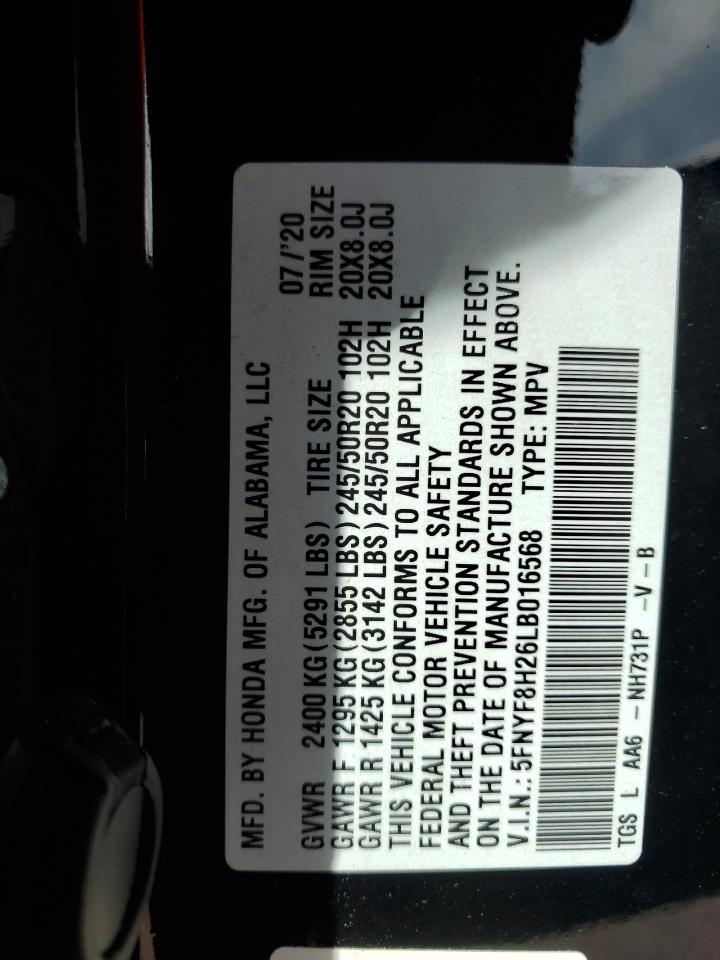 MFD. BY HONDA MFG. OF ALABAMA, LLC
07/'20
GVWR 2400 KG(5291 LBS) TIRE SIZE RIM SIZE
GAWR F 1295 KG(2855 LBS)245/50R20 102H 20X8.0J
GAWR R 1425 KG(3142 LBS)245/50R20 102H 20X8.0J
THIS VEHICLE CONFORMS TO ALL APPLICABLE
FEDERAL MOTOR VEHICLE SAFETY
AND THEFT PREVENTION STANDARDS IN EFFECT
ON THE DATE OF MANUFACTURE SHOWN ABOVE.
V.I.N.: 5FNYF8H26LB016568 TYPE: MPV
TGS L AA6 - NH731P -V-B